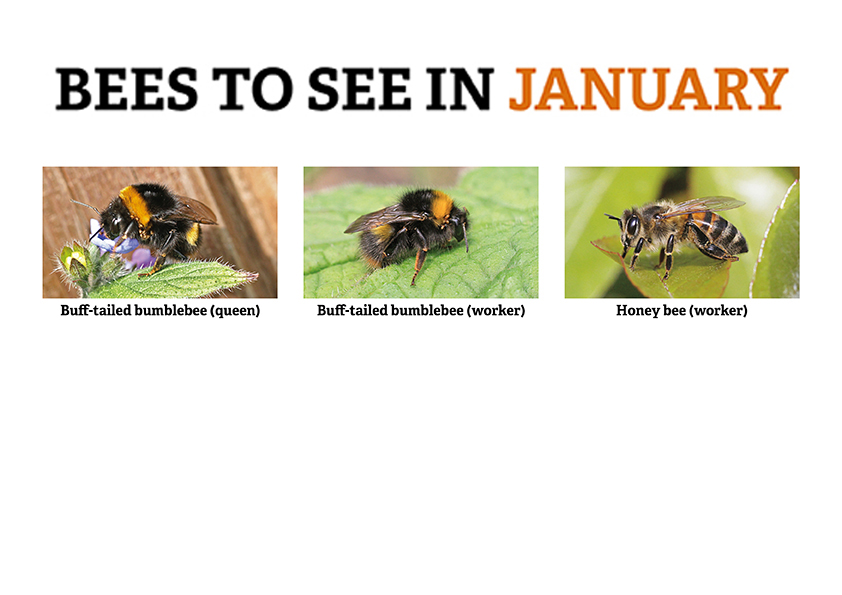 BEES TO SEE IN JANUARY
Buff-tailed bumblebee (queen)
Buff-tailed bumblebee (worker)
Honey bee (worker)